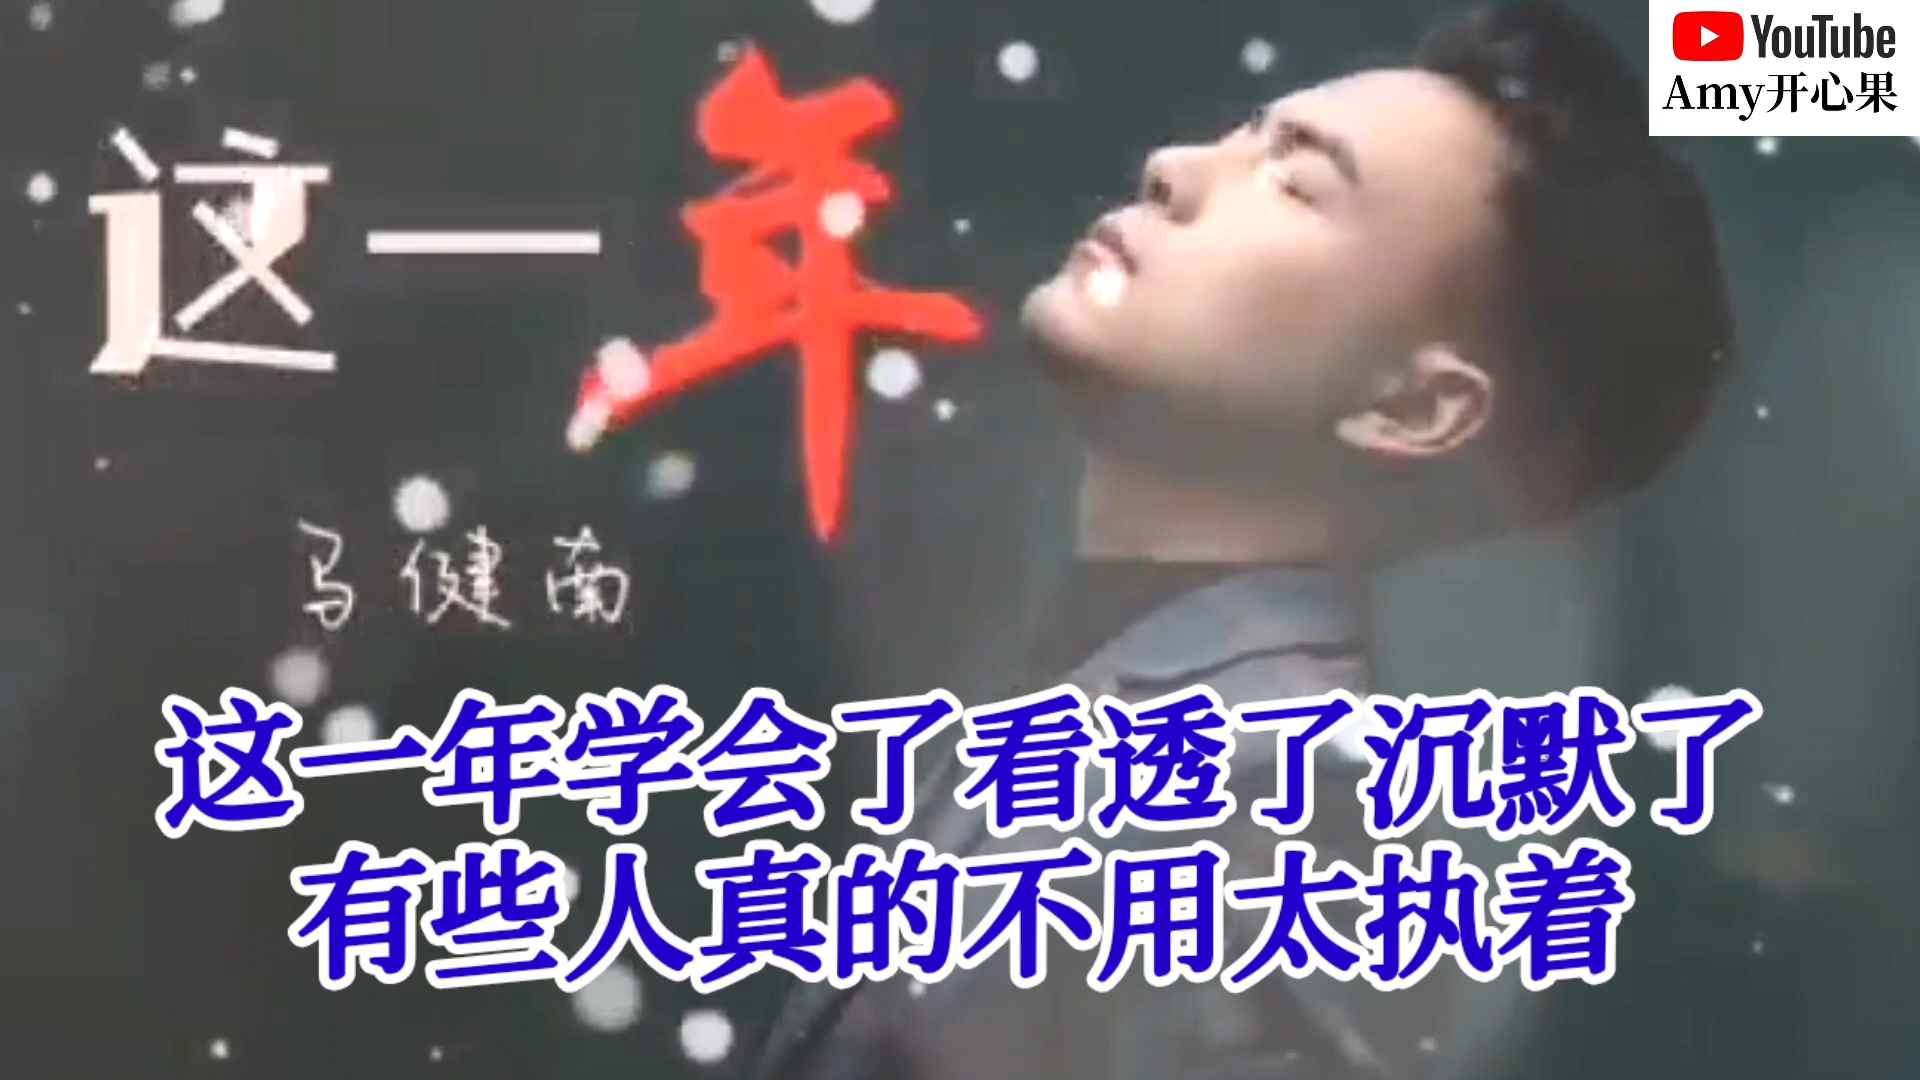 YouTube
Amy开心果
这一年
马健南
这一年学会了看透了沉默了
有些人真的不用太执着